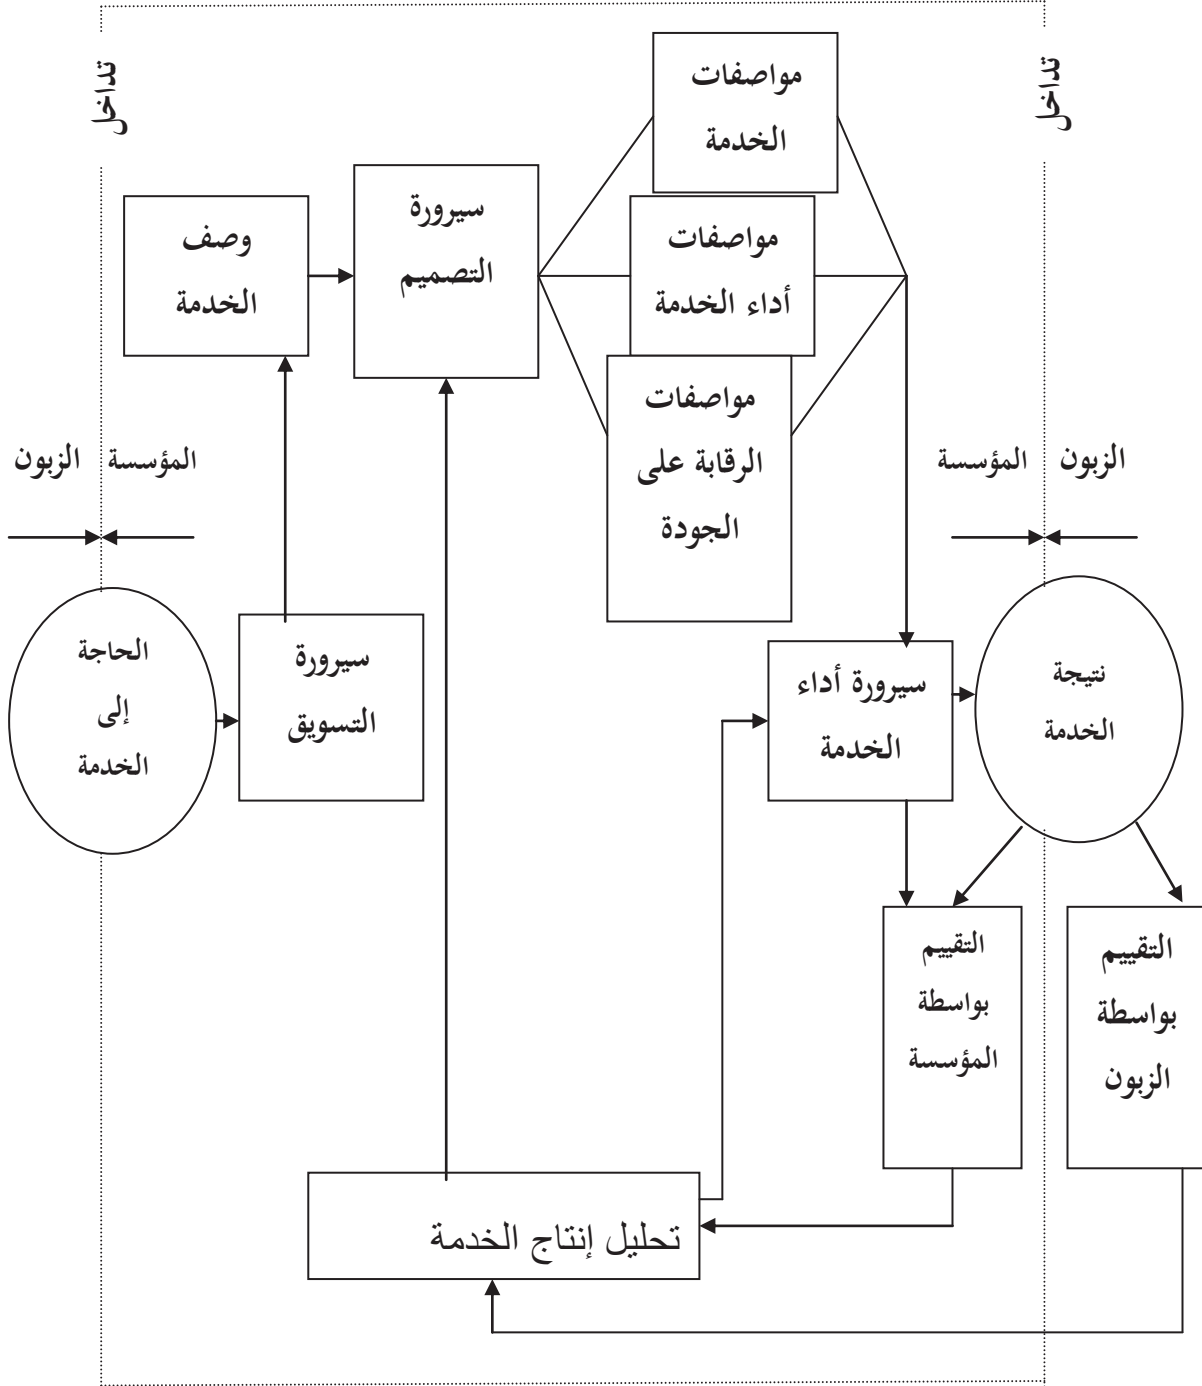 تداخل
تداخل
مواصفات
الخدمة
سيرورة
التصميم
وصف
الخدمة
مواصفات
أداء الخدمة
مواصفات
الرقابة على
الجودة
الزبون
المؤسسة
المؤسسة
الزبون
الحاجة
إلى
الخدمة
سيرورة
التسويق
سيرورة أداء
الخدمة
نتيجة
الخدمة
التقييم
بواسطة
المؤسسة
التقييم
بواسطة
الزبون
تحليل إنتاج الخدمة